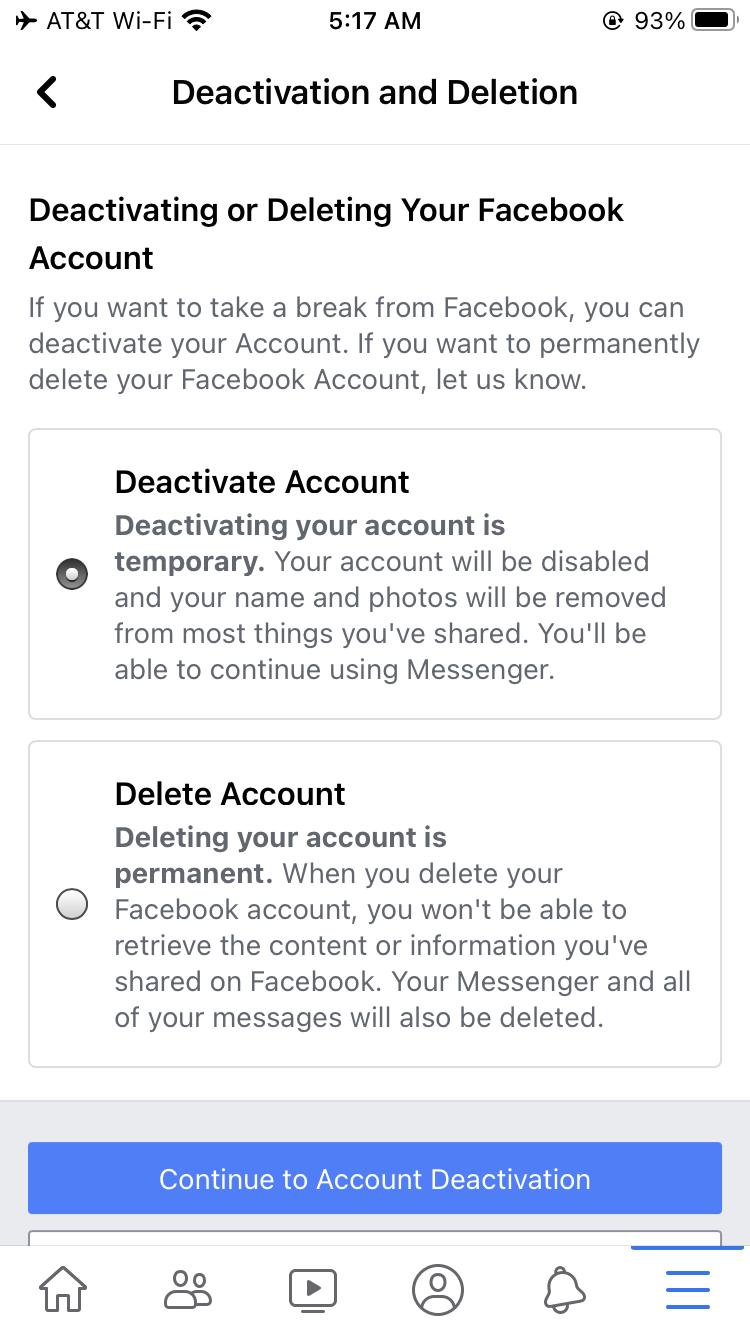 AT&T Wi-Fi 5:17 AM 93%
Deactivation and Deletion
Deactivating or Deleting Your Facebook
Account
If you want to take a break from Facebook, you can
deactivate your Account. If you want to permanently
delete your Facebook Account, let us know.
Deactivate Account
Deactivating your account is
temporary. Your account will be disabled
and your name and photos will be removed
from most things you've shared. You'll be
able to continue using Messenger.
Delete Account
Deleting your account is
permanent. When you delete your
Facebook account, you won't be able to
retrieve the content or information you've
shared on Facebook. Your Messenger and all
of your messages will also be deleted.
Continue to Account Deactivation